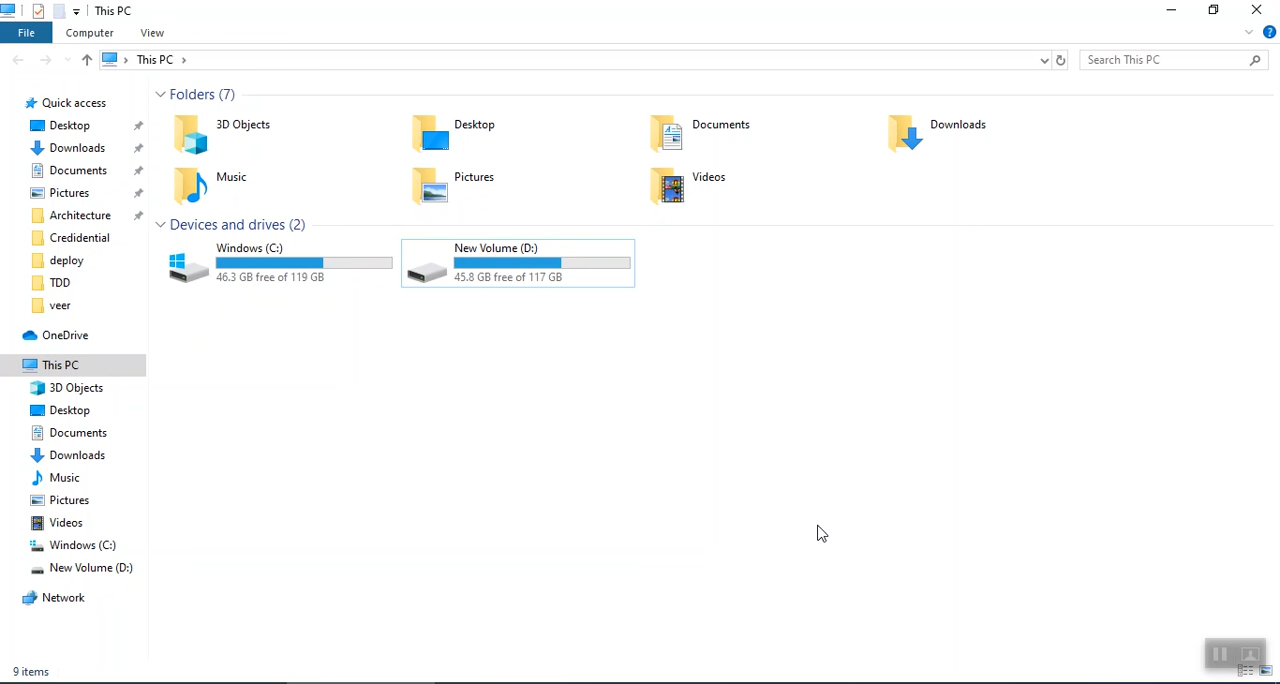 This PC
File Computer View
This PC
Search This PC
Quick access
Desktop
Downloads
Documents
Pictures
Architecture
Credidential
deploy
TDD
veer
OneDrive
This PC
3D Objects
Desktop
Documents
Downloads
Music
Pictures
Videos
Windows (C:)
New Volume (D:)
Network
Folders (7)
3D Objects
Desktop
Documents
Downloads
Music
Pictures
Videos
Devices and drives (2)
Windows (C:)
46.3 GB free of 119 GB
New Volume (D:)
45.8 GB free of 117 GB
9 items